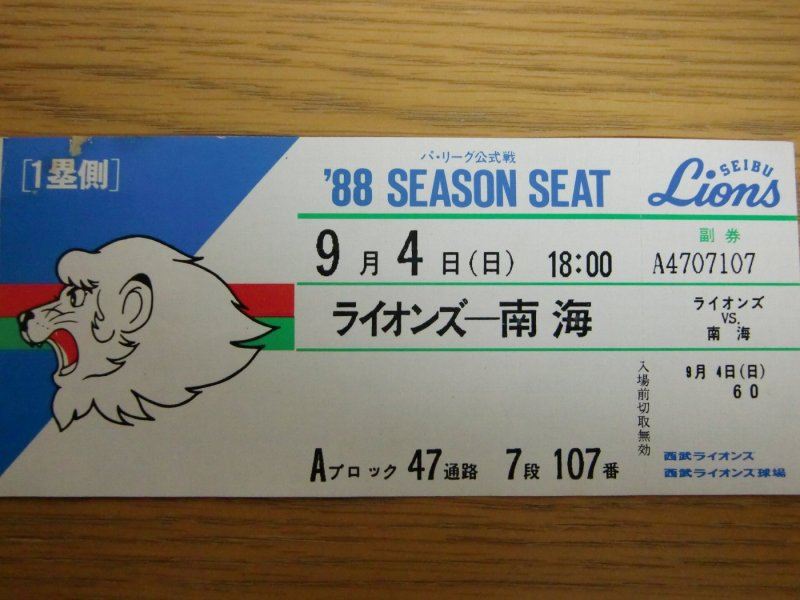 [1塁側]
パ・リーグ公式戦
'88 SEASON SEAT
9月4日(日) 18:00
ライオンズ―南海
Aブロック 47通路 7段 107番
SEIBU
Lions
副券
A4707107
ライオンズ
VS.
南海
9月 4日(日)
60
入場前切取無効
西武ライオンズ
西武ライオンズ球場